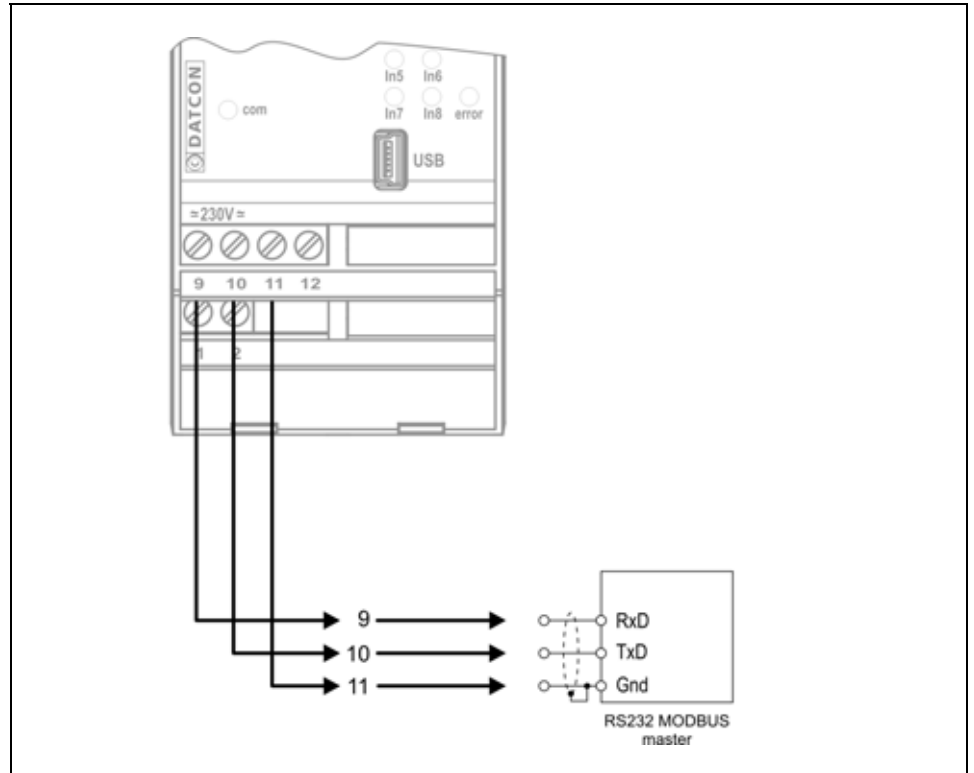 DATCON
com
In5 In6
In7 In8 error
USB
≂230V≂
9 10 11 12
1 2
9 RxD
10 TxD
11 Gnd
RS232 MODBUS
master